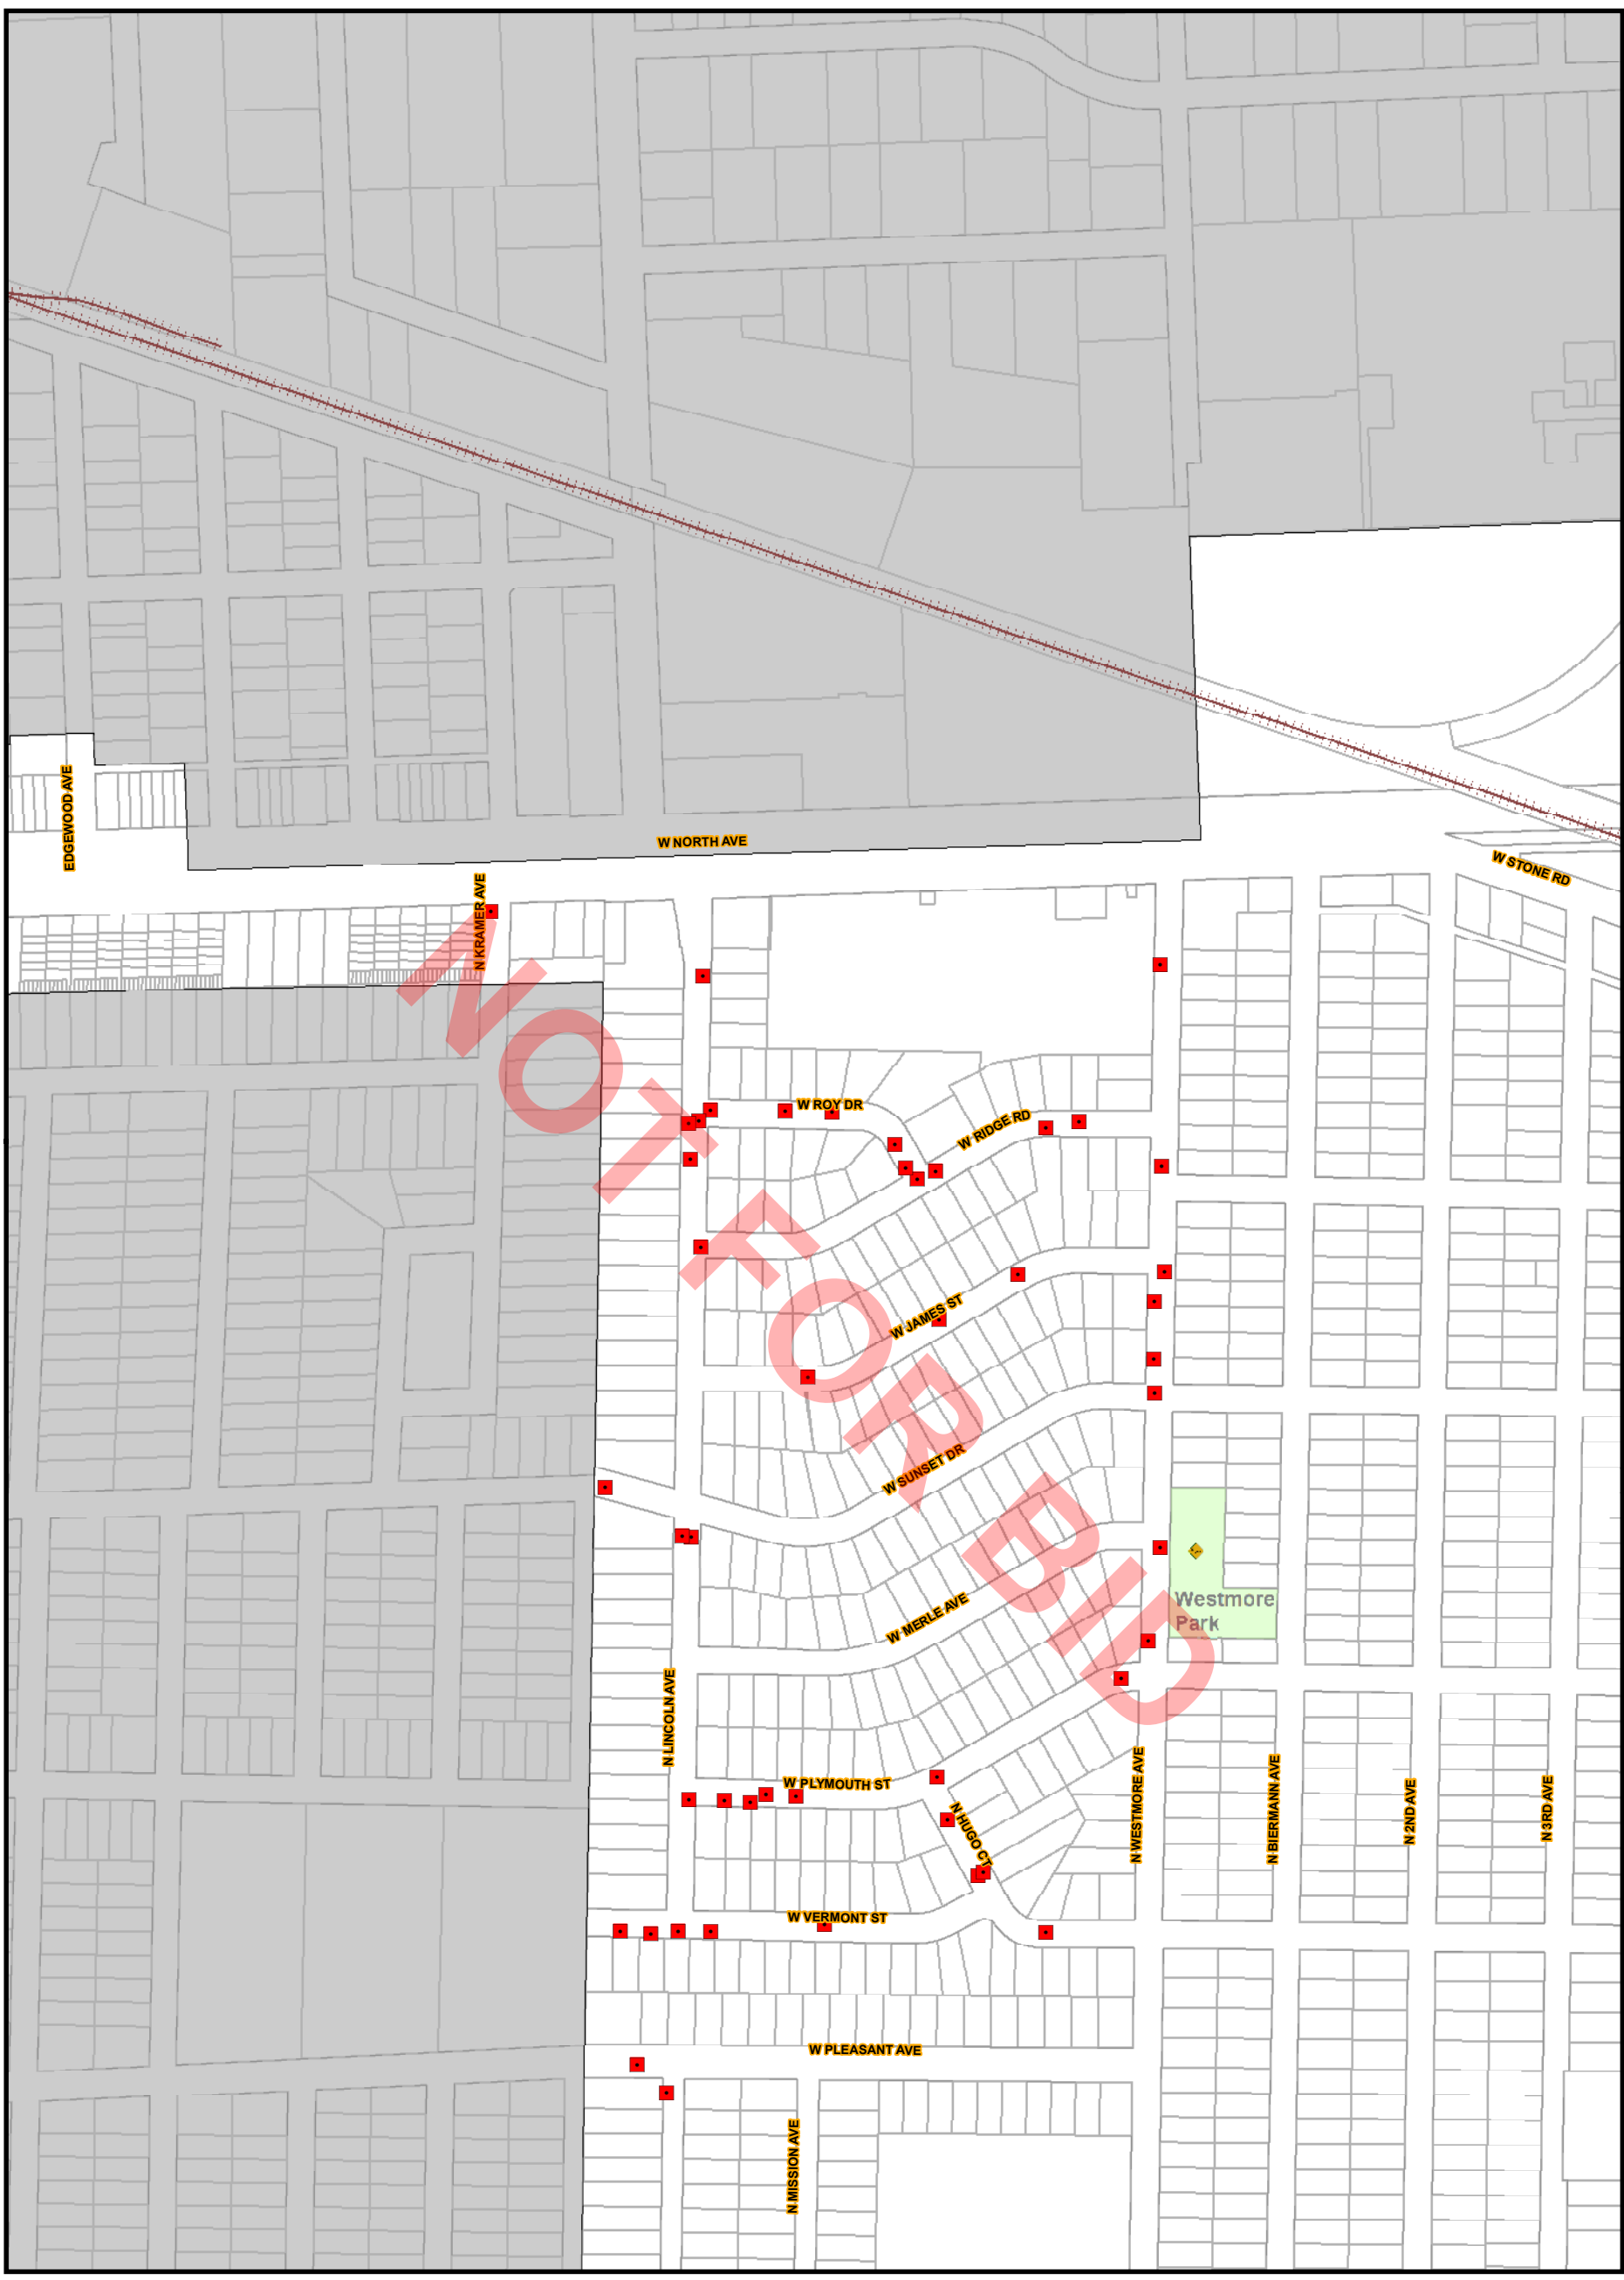 W NORTH AVE
EDGEWOOD AVE
W STONE RD
N KRAMER AVE
NOT FOR BID
W ROY DR
W RIDGE RD
W JAMES ST
W SUNSET DR
W MERLE AVE
Westmore
Park
N LINCOLN AVE
W PLYMOUTH ST
N HUGO CT
N WESTMORE AVE
N BIERMANN AVE
N 2ND AVE
N 3RD AVE
W VERMONT ST
W PLEASANT AVE
N MISSION AVE